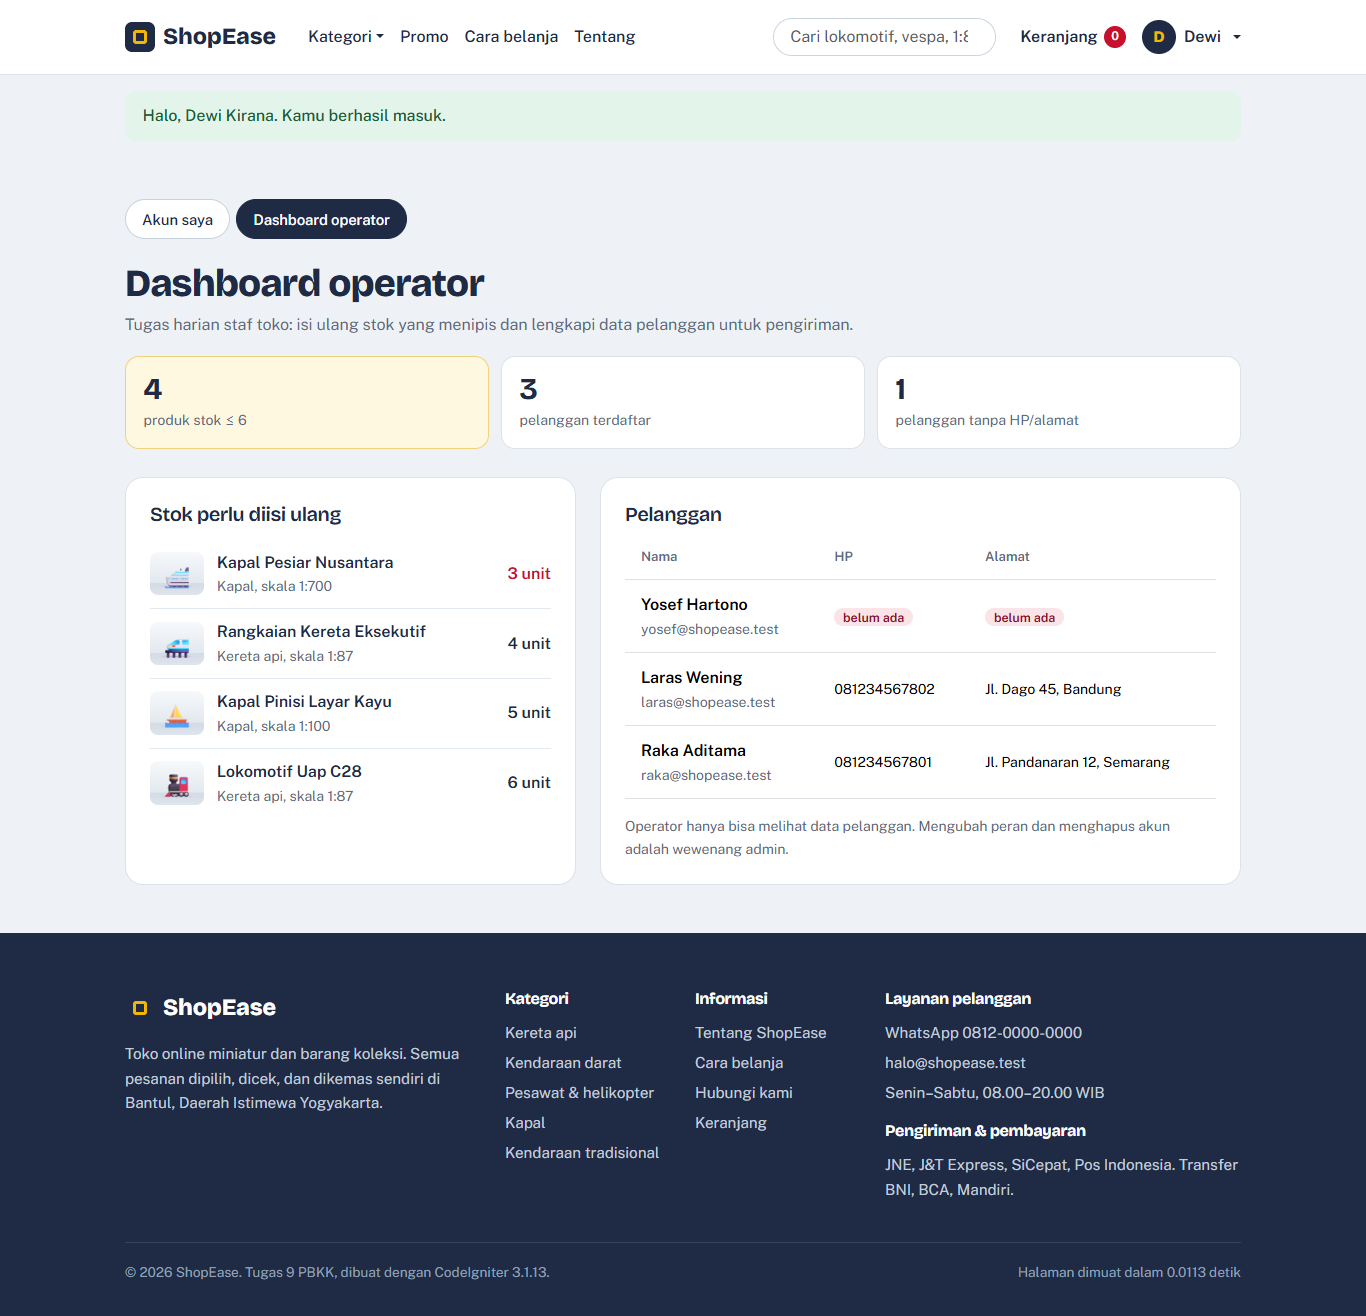 ShopEase
Kategori Promo Cara belanja Tentang
Cari lokomotif, vespa, 1:8
Keranjang 0
D Dewi
Halo, Dewi Kirana. Kamu berhasil masuk.
Akun saya
Dashboard operator
Dashboard operator
Tugas harian staf toko: isi ulang stok yang menipis dan lengkapi data pelanggan untuk pengiriman.
4
produk stok ≤ 6
3
pelanggan terdaftar
1
pelanggan tanpa HP/alamat
Stok perlu diisi ulang
Kapal Pesiar Nusantara
Kapal, skala 1:700
3 unit
Rangkaian Kereta Eksekutif
Kereta api, skala 1:87
4 unit
Kapal Pinisi Layar Kayu
Kapal, skala 1:100
5 unit
Lokomotif Uap C28
Kereta api, skala 1:87
6 unit
Pelanggan
Nama HP Alamat
Yosef Hartono
yosef@shopease.test
belum ada
belum ada
Laras Wening
laras@shopease.test
081234567802
Jl. Dago 45, Bandung
Raka Aditama
raka@shopease.test
081234567801
Jl. Pandanaran 12, Semarang
Operator hanya bisa melihat data pelanggan. Mengubah peran dan menghapus akun
adalah wewenang admin.
ShopEase
Toko online miniatur dan barang koleksi. Semua
pesanan dipilih, dicek, dan dikemas sendiri di
Bantul, Daerah Istimewa Yogyakarta.
Kategori
Kereta api
Kendaraan darat
Pesawat & helikopter
Kapal
Kendaraan tradisional
Informasi
Tentang ShopEase
Cara belanja
Hubungi kami
Keranjang
Layanan pelanggan
WhatsApp 0812-0000-0000
halo@shopease.test
Senin–Sabtu, 08.00–20.00 WIB
Pengiriman & pembayaran
JNE, J&T Express, SiCepat, Pos Indonesia. Transfer
BNI, BCA, Mandiri.
© 2026 ShopEase. Tugas 9 PBKK, dibuat dengan CodeIgniter 3.1.13.
Halaman dimuat dalam 0.0113 detik